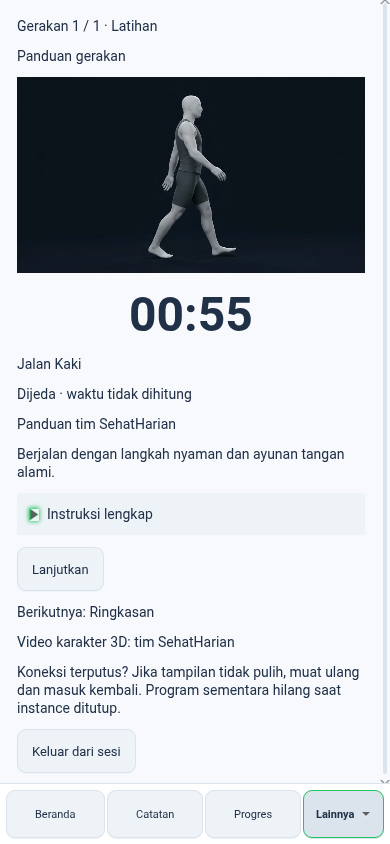 Gerakan 1 / 1 · Latihan
Panduan gerakan
00:55
Jalan Kaki
Dijeda · waktu tidak dihitung
Panduan tim SehatHarian
Berjalan dengan langkah nyaman dan ayunan tangan
alami.
Instruksi lengkap
Lanjutkan
Berikutnya: Ringkasan
Video karakter 3D: tim SehatHarian
Koneksi terputus? Jika tampilan tidak pulih, muat ulang
dan masuk kembali. Program sementara hilang saat
instance ditutup.
Keluar dari sesi
Beranda
Catatan
Progres
Lainnya